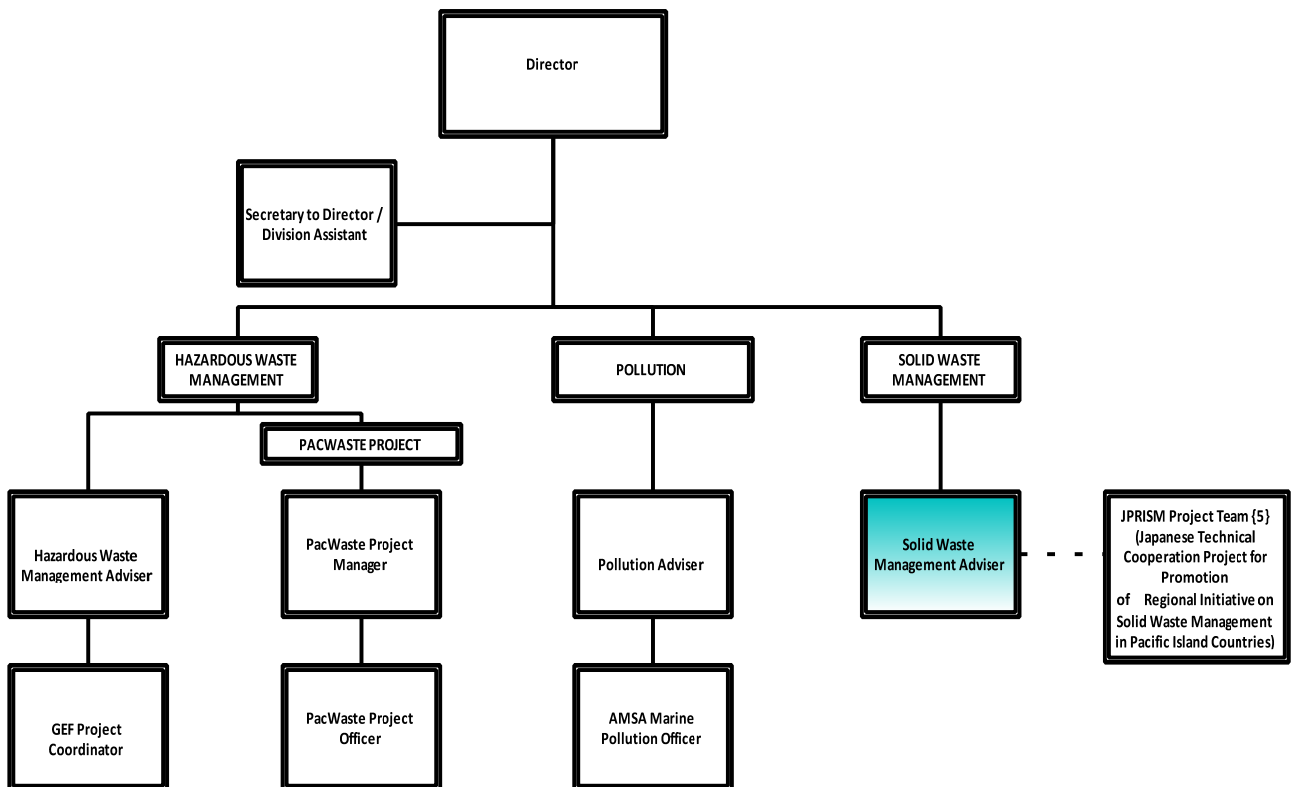 Director
Secretary to Director /
Division Assistant
HAZARDOUS WASTE
MANAGEMENT
POLLUTION
SOLID WASTE
MANAGEMENT
PACWASTE PROJECT
Hazardous Waste
Management Adviser
PacWaste Project
Manager
Pollution Adviser
Solid Waste
Management Adviser
JPRISM Project Team {5}
(Japanese Technical
Cooperation Project for
Promotion
of Regional Initiative on
Solid Waste Management
in Pacific Island Countries)
GEF Project
Coordinator
PacWaste Project
Officer
AMSA Marine
Pollution Officer